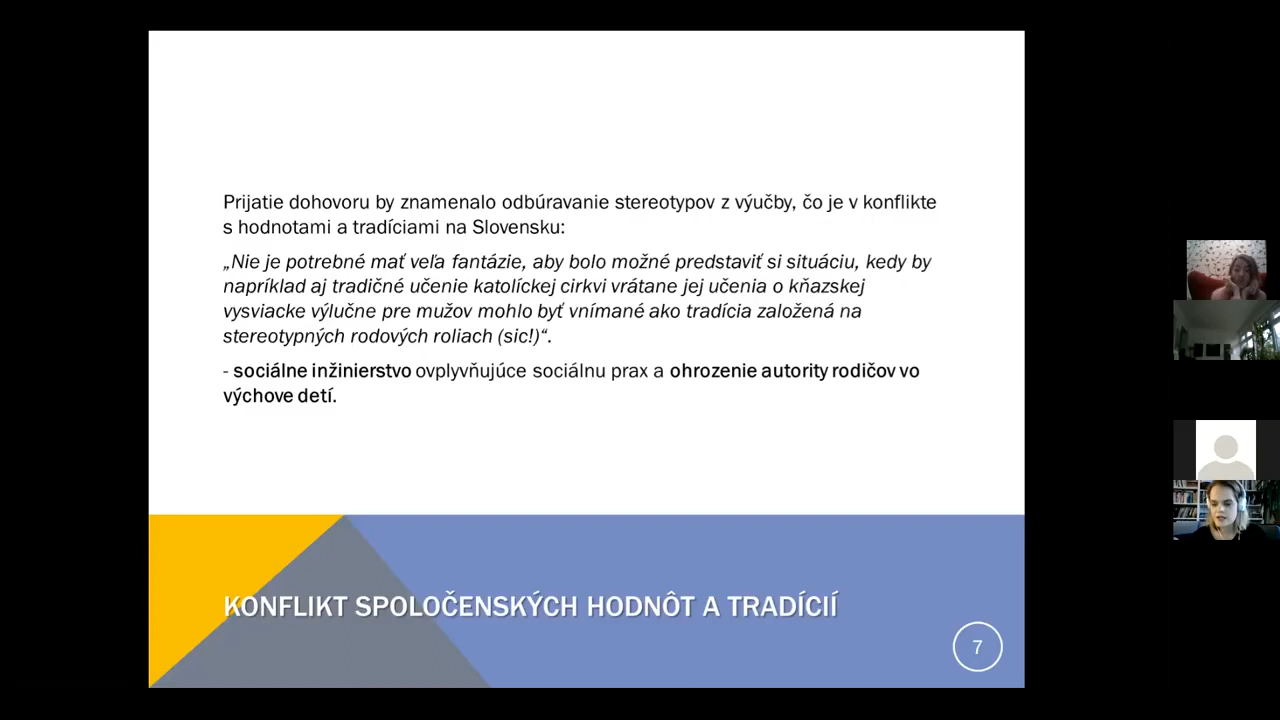 Prijatie dohovoru by znamenalo odbúravanie stereotypov z výučby, čo je v konflikte
s hodnotami a tradíciami na Slovensku:
„Nie je potrebné mať veľa fantázie, aby bolo možné predstaviť si situáciu, kedy by
napríklad aj tradičné učenie katolíckej cirkvi vrátane jej učenia o kňazskej
vysviacke výlučne pre mužov mohlo byť vnímané ako tradícia založená na
stereotypných rodových roliach (sic!)“.
- sociálne inžinierstvo ovplyvňujúce sociálnu prax a ohrozenie autority rodičov vo
výchove detí.
KONFLIKT SPOLOČENSKÝCH HODNÔT A TRADÍCIÍ
7